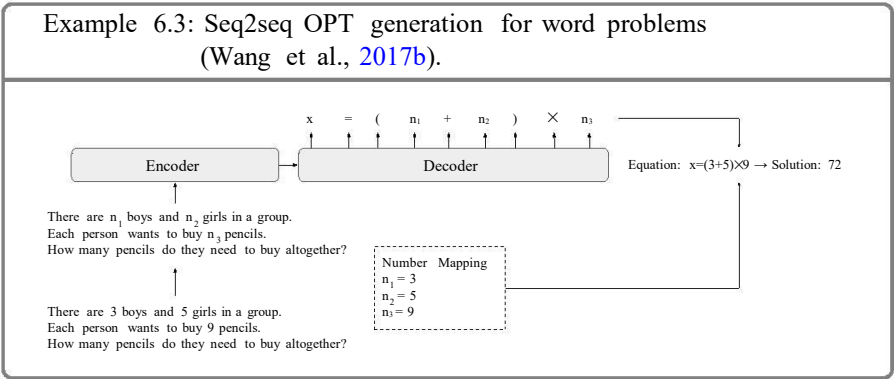 Example 6.3: Seq2seq OPT generation for word problems
(Wang et al., 2017b).
x = ( n₁ + n₂ ) × n₃
Encoder
Decoder
Equation: x=(3+5)×9 → Solution: 72
There are n₁ boys and n₂ girls in a group.
Each person wants to buy n₃ pencils.
How many pencils do they need to buy altogether?
Number Mapping
n₁ = 3
n₂ = 5
n₃ = 9
There are 3 boys and 5 girls in a group.
Each person wants to buy 9 pencils.
How many pencils do they need to buy altogether?